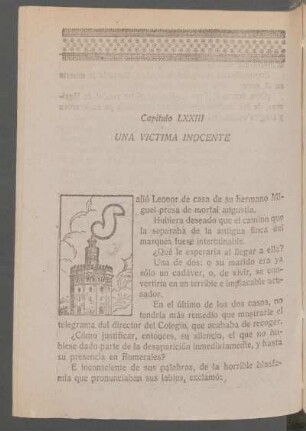 Capítulo LXXIII
UNA VICTIMA INOCENTE
Salió Leonor de casa de su hermano Mi-
guel presa de mortal angustia.
Hubiera deseado que el camino que
la separaba de la antigua finca del
marqués fuese interminable.
¿Qué le esperaría al llegar a ella?
Una de dos: o su marido era ya
sólo un cadáver, o, de vivir, se con-
vertiría en un terrible e implacable acu-
sador.
En el último de los dos casos, no
tendría más remedio que mostrarle el
telegrama del director del Colegio, que acababa de recoger.
¿Cómo justificar, entonces, su silencio, el que no hu-
biese dado parte de la desaparición inmediatamente, y hasta
su presencia en Romerales?
E inconsciente de sus palabras, de la horrible blasfe-
mia que pronunciaban sus labios, exclamó: